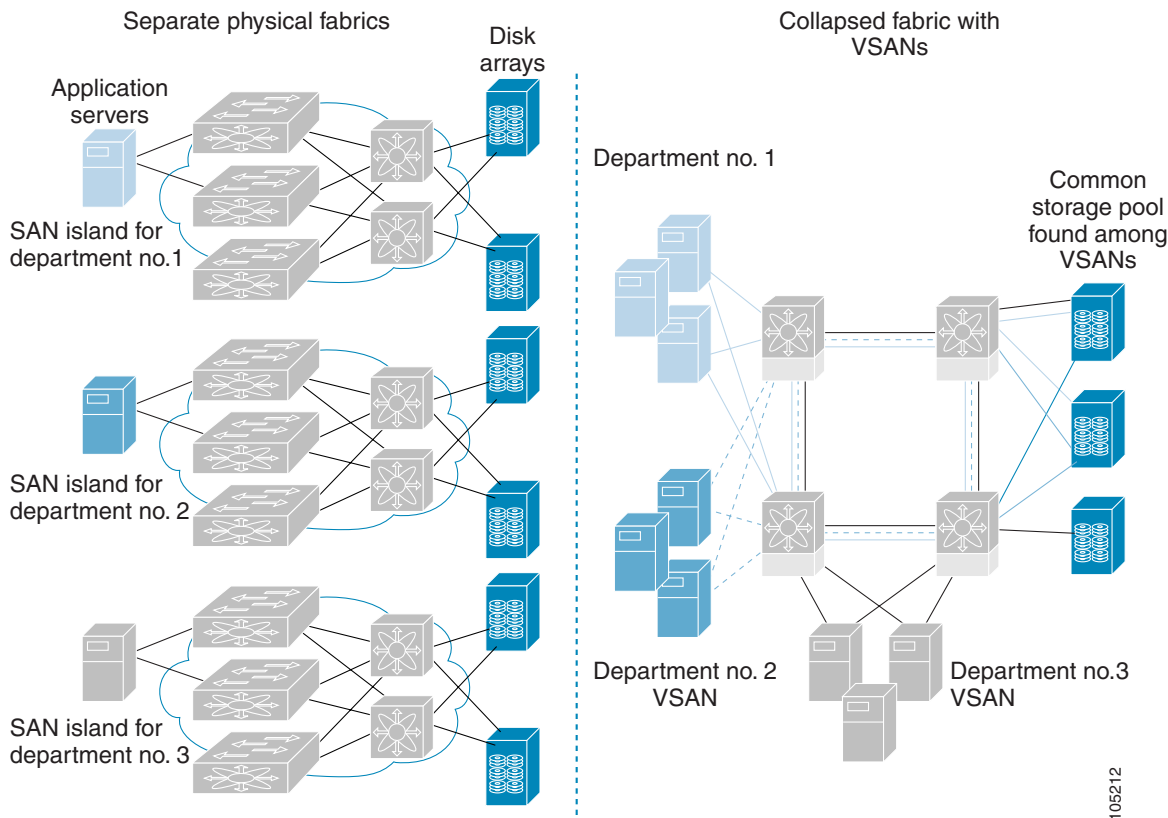 Separate physical fabrics
Disk
arrays
Application
servers
SAN island for
department no.1
SAN island for
department no. 2
SAN island for
department no. 3
Collapsed fabric with
VSANs
Department no. 1
Common
storage pool
found among
VSANs
Department no. 2
VSAN
Department no.3
VSAN
105212